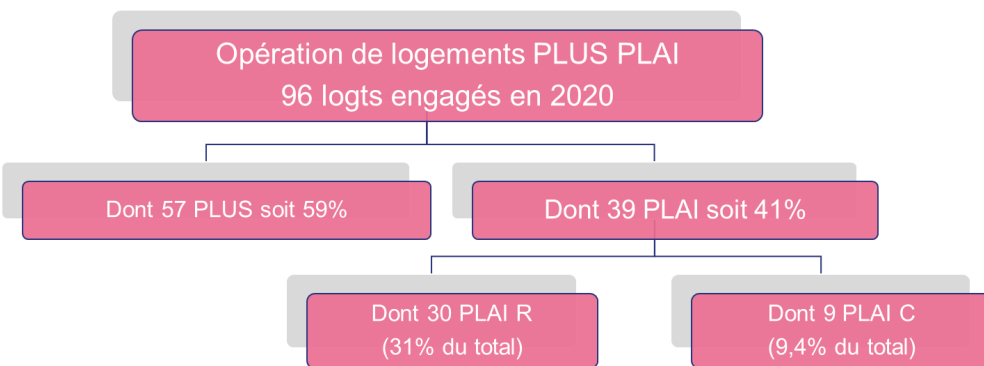 Opération de logements PLUS PLAI
96 logts engagés en 2020
Dont 57 PLUS soit 59%
Dont 39 PLAI soit 41%
Dont 30 PLAI R
(31% du total)
Dont 9 PLAI C
(9,4% du total)